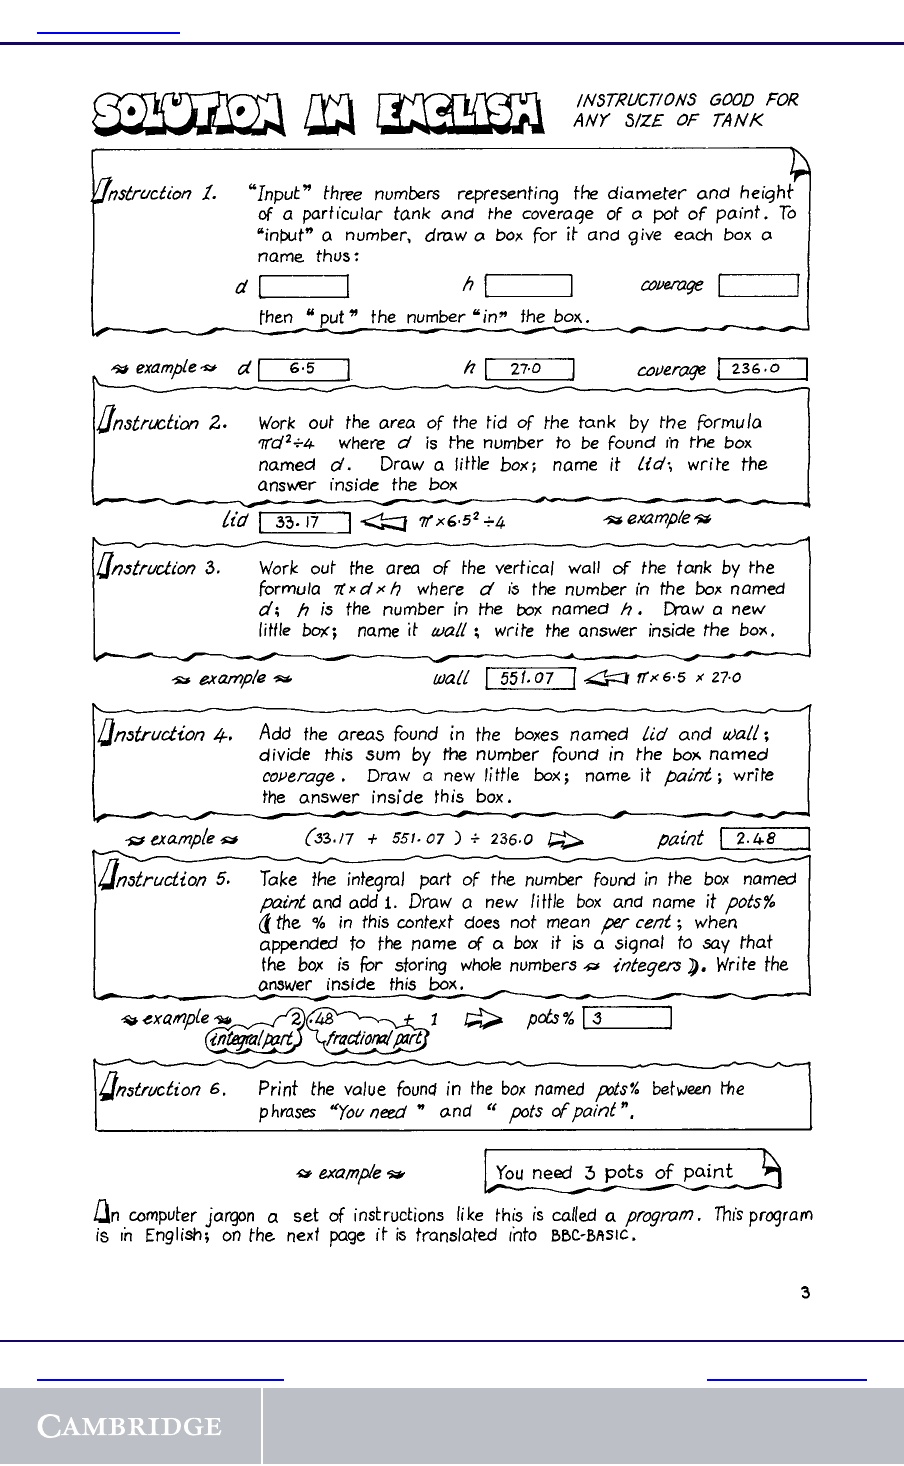 SOLUTION IN ENGLISH
INSTRUCTIONS GOOD FOR
ANY SIZE OF TANK
Instruction 1. "Input" three numbers representing the diameter and height
of a particular tank and the coverage of a pot of paint. To
"input" a number, draw a box for it and give each box a
name thus:
d h coverage
then "put" the number "in" the box.
example d 6.5 h 27.0 coverage 236.0
Instruction 2. Work out the area of the lid of the tank by the formula
πd²÷4 where d is the number to be found in the box
named d. Draw a little box; name it lid; write the
answer inside the box
lid 33.17 π×6.5²÷4 example
Instruction 3. Work out the area of the vertical wall of the tank by the
formula π×d×h where d is the number in the box named
d; h is the number in the box named h. Draw a new
little box; name it wall; write the answer inside the box.
example wall 551.07 π×6.5 × 27.0
Instruction 4. Add the areas found in the boxes named lid and wall;
divide this sum by the number found in the box named
coverage. Draw a new little box; name it paint; write
the answer inside this box.
example (33.17 + 551.07) ÷ 236.0 paint 2.48
Instruction 5. Take the integral part of the number found in the box named
paint and add 1. Draw a new little box and name it pots%
(the % in this context does not mean per cent; when
appended to the name of a box it is a signal to say that
the box is for storing whole numbers ~ integers). Write the
answer inside this box.
example 2.48 + 1 pots% 3
integral part fractional part
Instruction 6. Print the value found in the box named pots% between the
phrases "You need " and " pots of paint".
example You need 3 pots of paint
In computer jargon a set of instructions like this is called a program. This program
is in English; on the next page it is translated into BBC-BASIC.
3
CAMBRIDGE